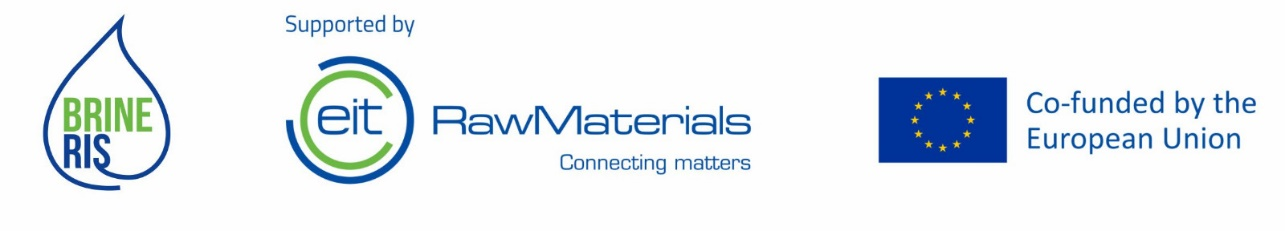 BRINE
RIS
Supported by
eit RawMaterials
Connecting matters
Co-funded by the
European Union